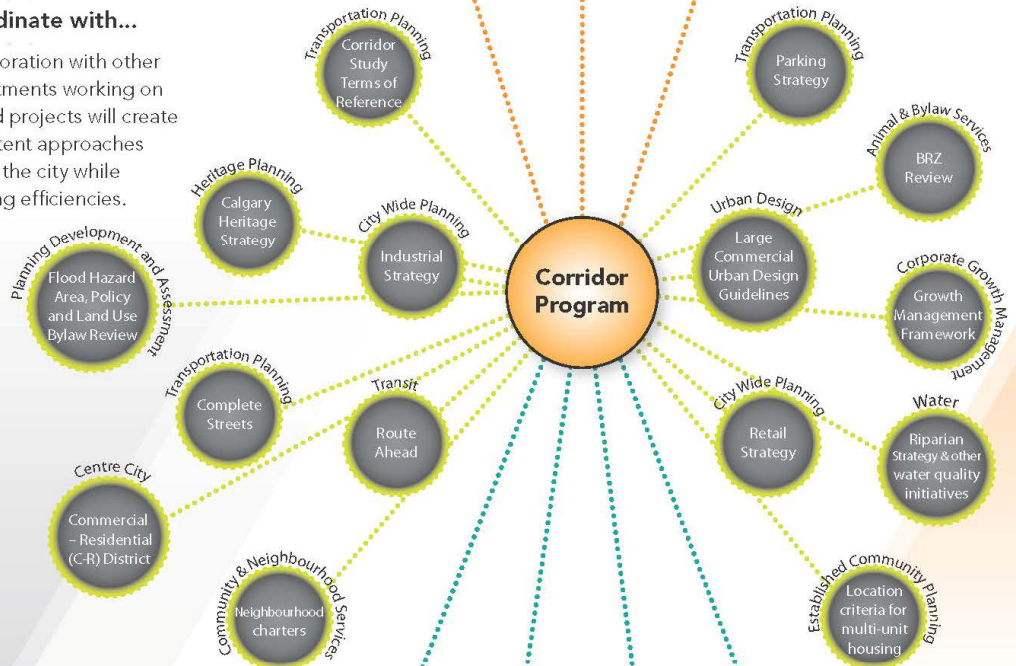 dinate with...
oration with other
tments working on
d projects will create
tent approaches
the city while
ng efficiencies.
Transportation Planning
Corridor
Study
Terms of
Reference
Transportation Planning
Parking
Strategy
Animal & Bylaw Services
BRZ
Review
Heritage Planning
Calgary
Heritage
Strategy
City Wide Planning
Industrial
Strategy
Urban Design
Large
Commercial
Urban Design
Guidelines
Planning Development and Assessment
Flood Hazard
Area, Policy
and Land Use
Bylaw Review
Corridor
Program
Corporate Growth Management
Growth
Management
Framework
Transportation Planning
Complete
Streets
Transit
Route
Ahead
City Wide Planning
Retail
Strategy
Water
Riparian
Strategy & other
water quality
initiatives
Centre City
Commercial
– Residential
(C-R) District
Community & Neighbourhood Services
Neighbourhood
charters
Established Community Planning
Location
criteria for
multi-unit
housing